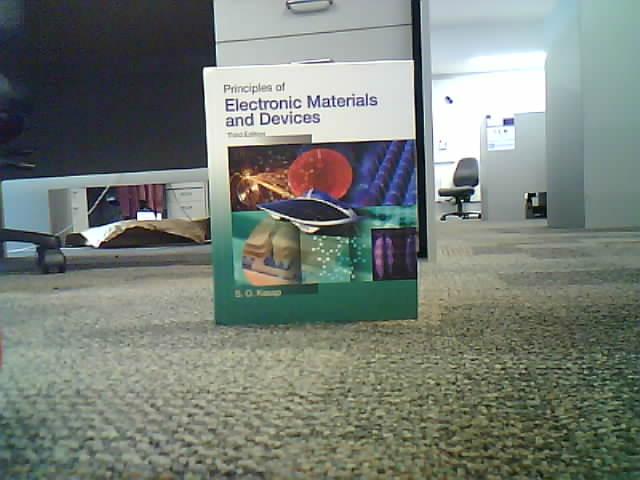 Principles of
Electronic Materials
and Devices
Third Edition
S. O. Kasap